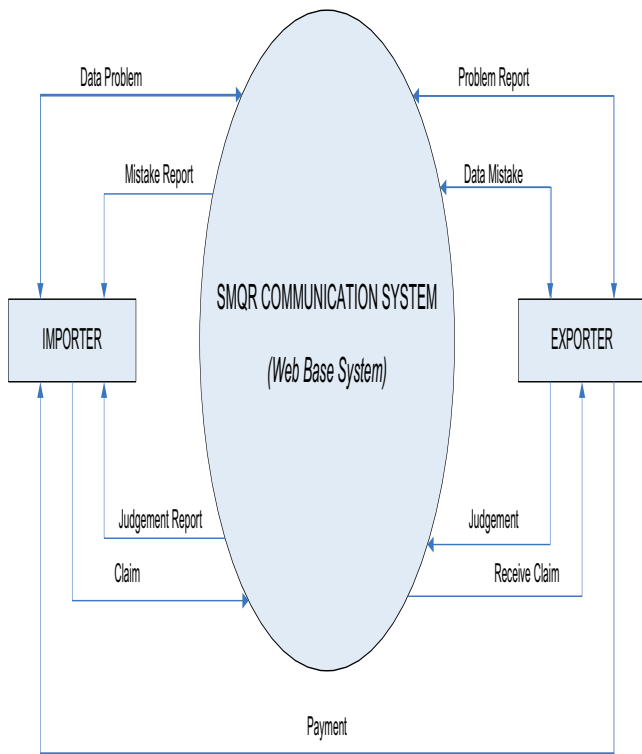 Data Problem
Problem Report
Mistake Report
Data Mistake
SMQR COMMUNICATION SYSTEM
(Web Base System)
IMPORTER
EXPORTER
Judgement Report
Judgement
Claim
Receive Claim
Payment